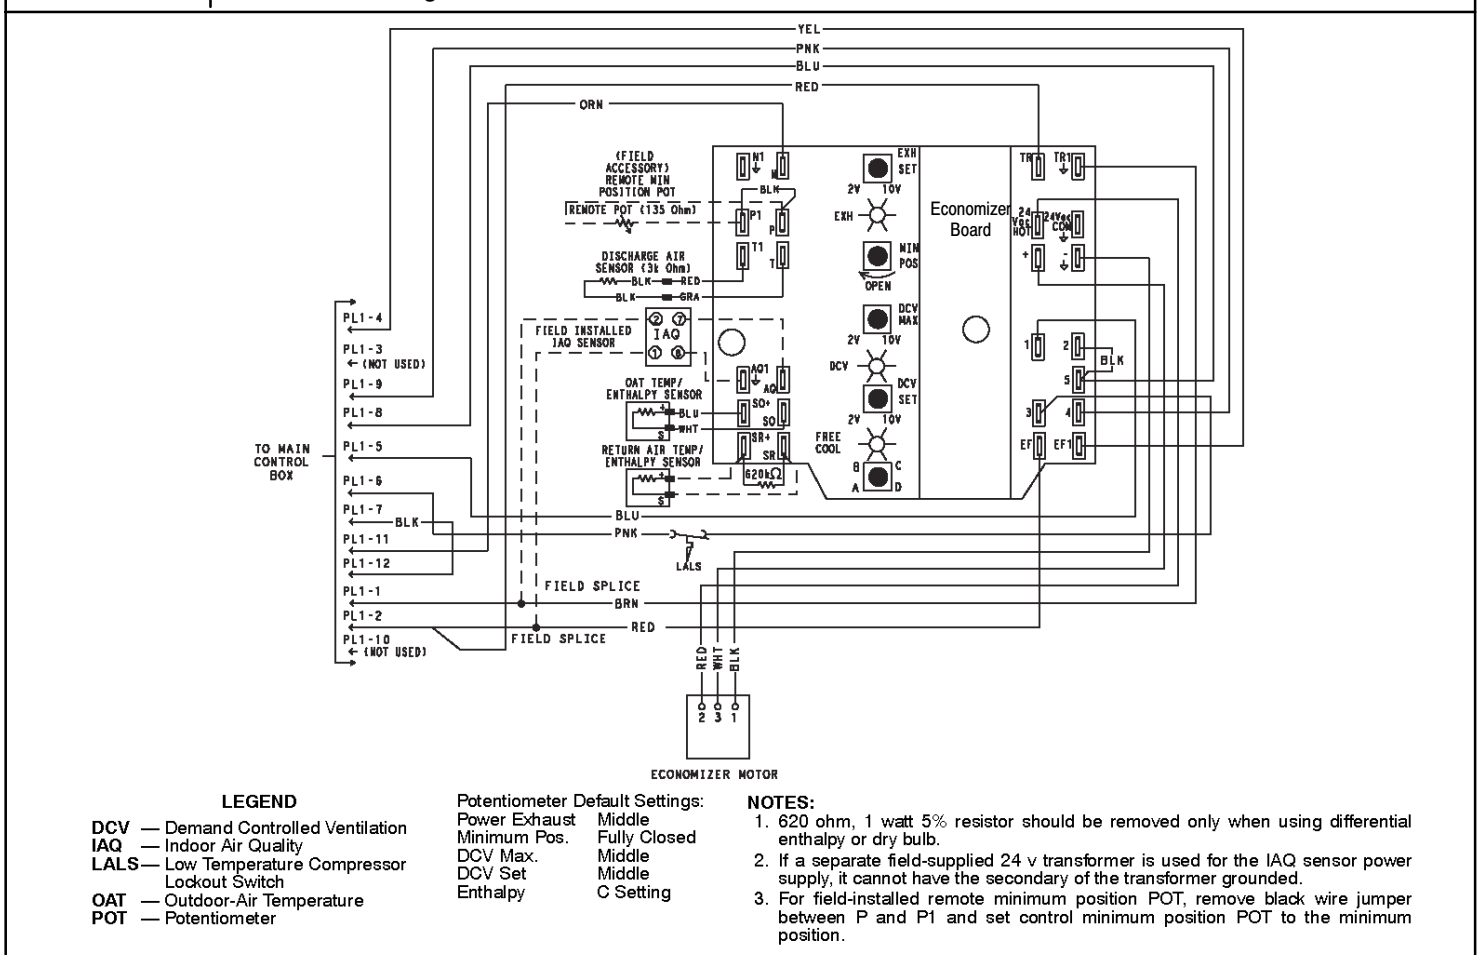 YEL
PNK
BLU
RED
ORN
(FIELD
ACCESSORY)
REMOTE MIN
POSITION POT
REMOTE POT (135 Ohm)
DISCHARGE AIR
SENSOR (3k Ohm)
BLK RED
BLK GRA
FIELD INSTALLED
IAQ SENSOR
2 7
IAQ
1 8
OAT TEMP/
ENTHALPY SENSOR
+ BLU
S WHT
RETURN AIR TEMP/
ENTHALPY SENSOR
+
S
620kΩ
N1
N
BLK
P1
P
T1
T
AQ1
AQ
SO+
SO
SR+
SR
EXH
SET
2V 10V
EXH
MIN
POS
OPEN
DCV
MAX
2V 10V
DCV
DCV
SET
2V 10V
FREE
COOL
B C
A D
Economizer
Board
TR TR1
24
Vac
HOT
24Vac
COM
+ -
1 2
BLK
5
3 4
EF EF1
TO MAIN
CONTROL
BOX
PL1-4
PL1-3
(NOT USED)
PL1-9
PL1-8
PL1-5
PL1-6
PL1-7
BLK
PL1-11
PL1-12
PL1-1
PL1-2
PL1-10
(NOT USED)
BLU
PNK
LALS
FIELD SPLICE
BRN
FIELD SPLICE
RED
RED WHT BLK
2 3 1
ECONOMIZER MOTOR
LEGEND
DCV — Demand Controlled Ventilation
IAQ — Indoor Air Quality
LALS — Low Temperature Compressor
Lockout Switch
OAT — Outdoor-Air Temperature
POT — Potentiometer
Potentiometer Default Settings:
Power Exhaust Middle
Minimum Pos. Fully Closed
DCV Max. Middle
DCV Set Middle
Enthalpy C Setting
NOTES:
1. 620 ohm, 1 watt 5% resistor should be removed only when using differential
enthalpy or dry bulb.
2. If a separate field-supplied 24 v transformer is used for the IAQ sensor power
supply, it cannot have the secondary of the transformer grounded.
3. For field-installed remote minimum position POT, remove black wire jumper
between P and P1 and set control minimum position POT to the minimum
position.